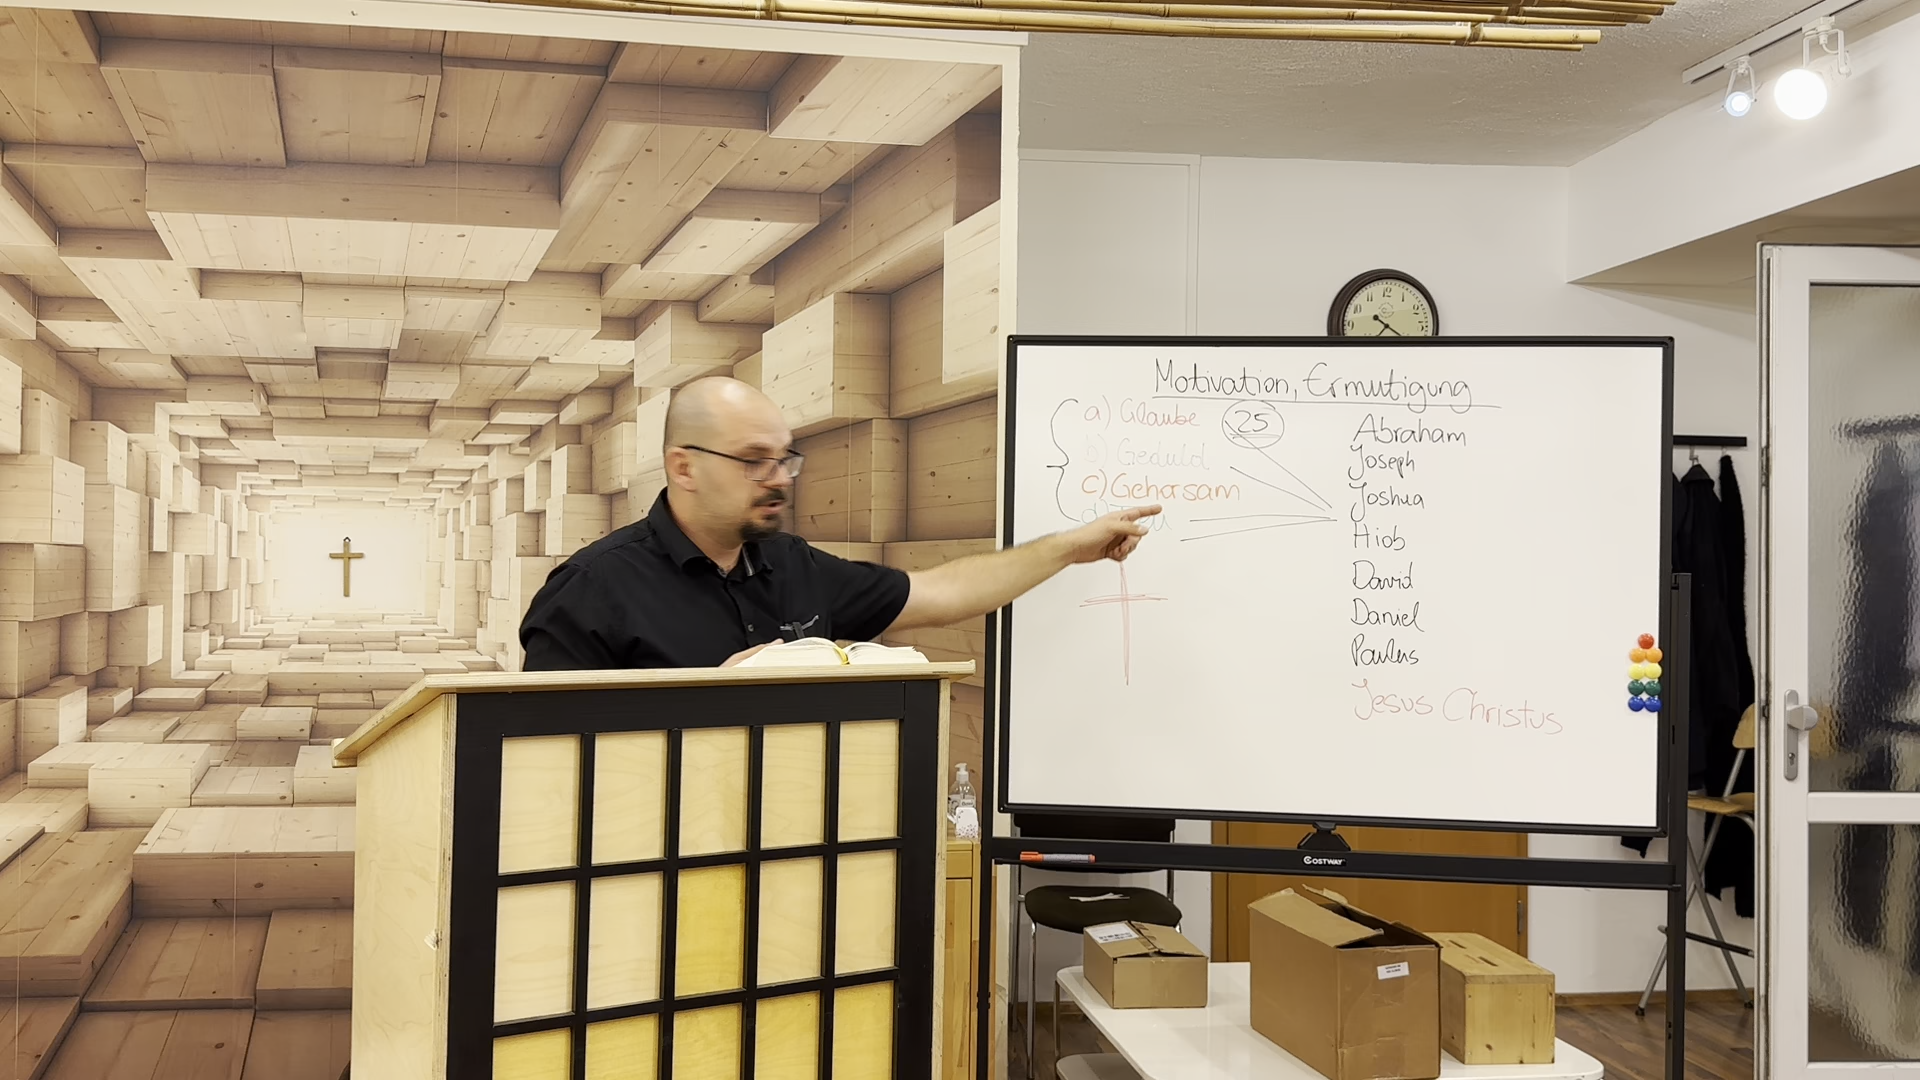 Motivation, Ermutigung
a) Glaube
25
b) Geduld
c) Gehorsam
d)
Abraham
Joseph
Joshua
Hiob
David
Daniel
Paulus
Jesus Christus
COSTWAY